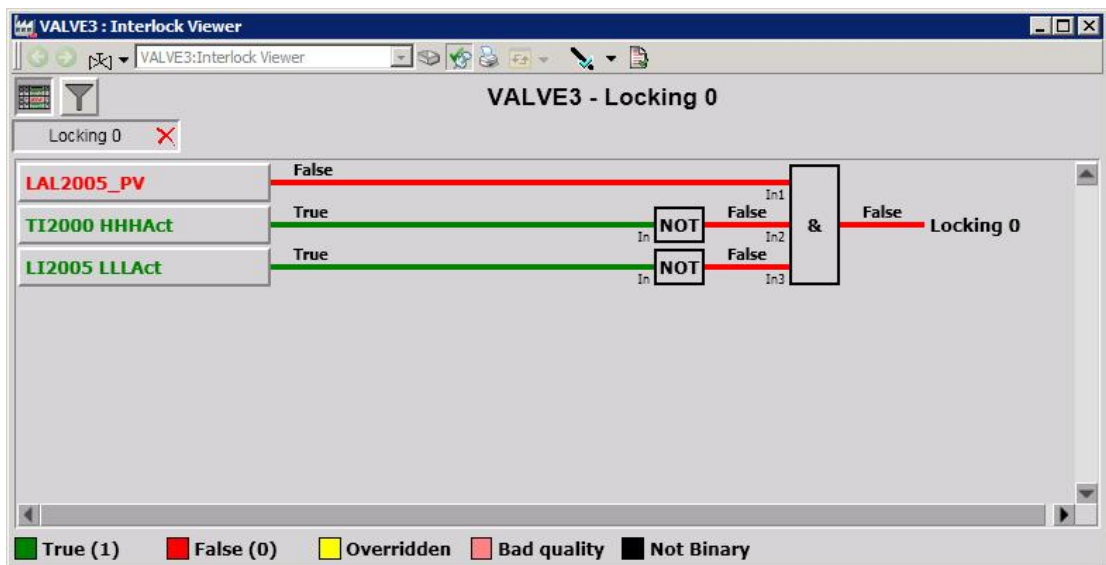 VALVE3 : Interlock Viewer
VALVE3:Interlock Viewer
VALVE3 - Locking 0
Locking 0
LAL2005_PV False In1
TI2000 HHHAct True In NOT False In2 & False Locking 0
LI2005 LLLAct True In NOT False In3
True (1) False (0) Overridden Bad quality Not Binary